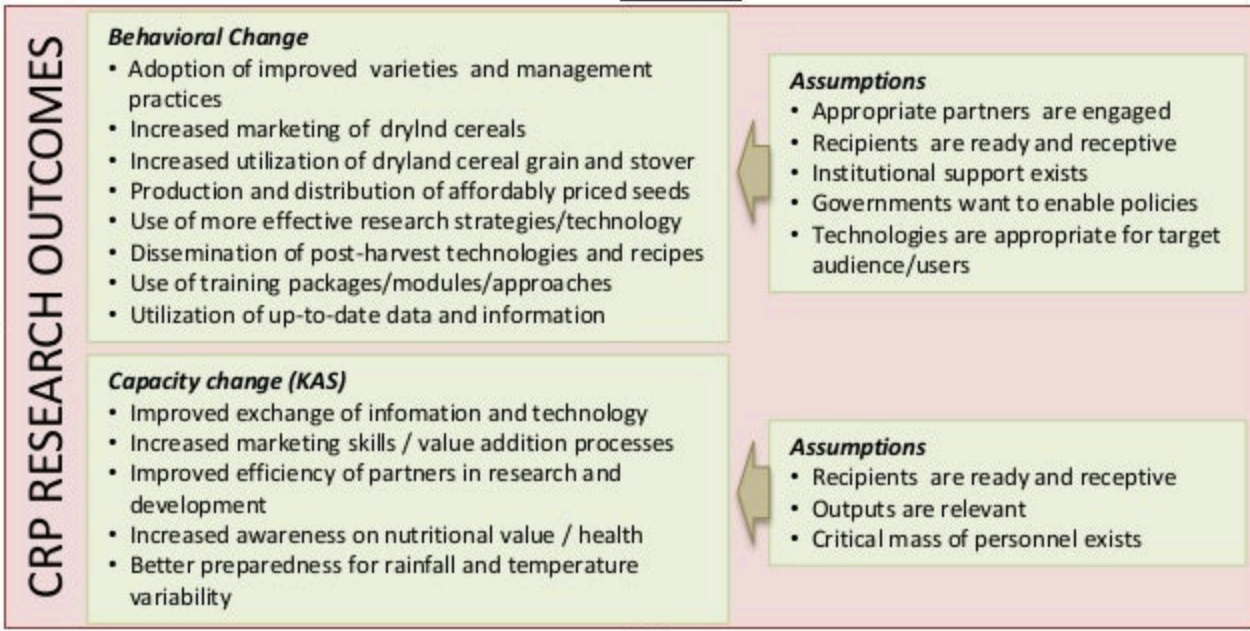 CRP RESEARCH OUTCOMES
Behavioral Change
• Adoption of improved varieties and management
practices
• Increased marketing of drylnd cereals
• Increased utilization of dryland cereal grain and stover
• Production and distribution of affordably priced seeds
• Use of more effective research strategies/technology
• Dissemination of post-harvest technologies and recipes
• Use of training packages/modules/approaches
• Utilization of up-to-date data and information
Assumptions
• Appropriate partners are engaged
• Recipients are ready and receptive
• Institutional support exists
• Governments want to enable policies
• Technologies are appropriate for target
audience/users
Capacity change (KAS)
• Improved exchange of infomation and technology
• Increased marketing skills / value addition processes
• Improved efficiency of partners in research and
development
• Increased awareness on nutritional value / health
• Better preparedness for rainfall and temperature
variability
Assumptions
• Recipients are ready and receptive
• Outputs are relevant
• Critical mass of personnel exists